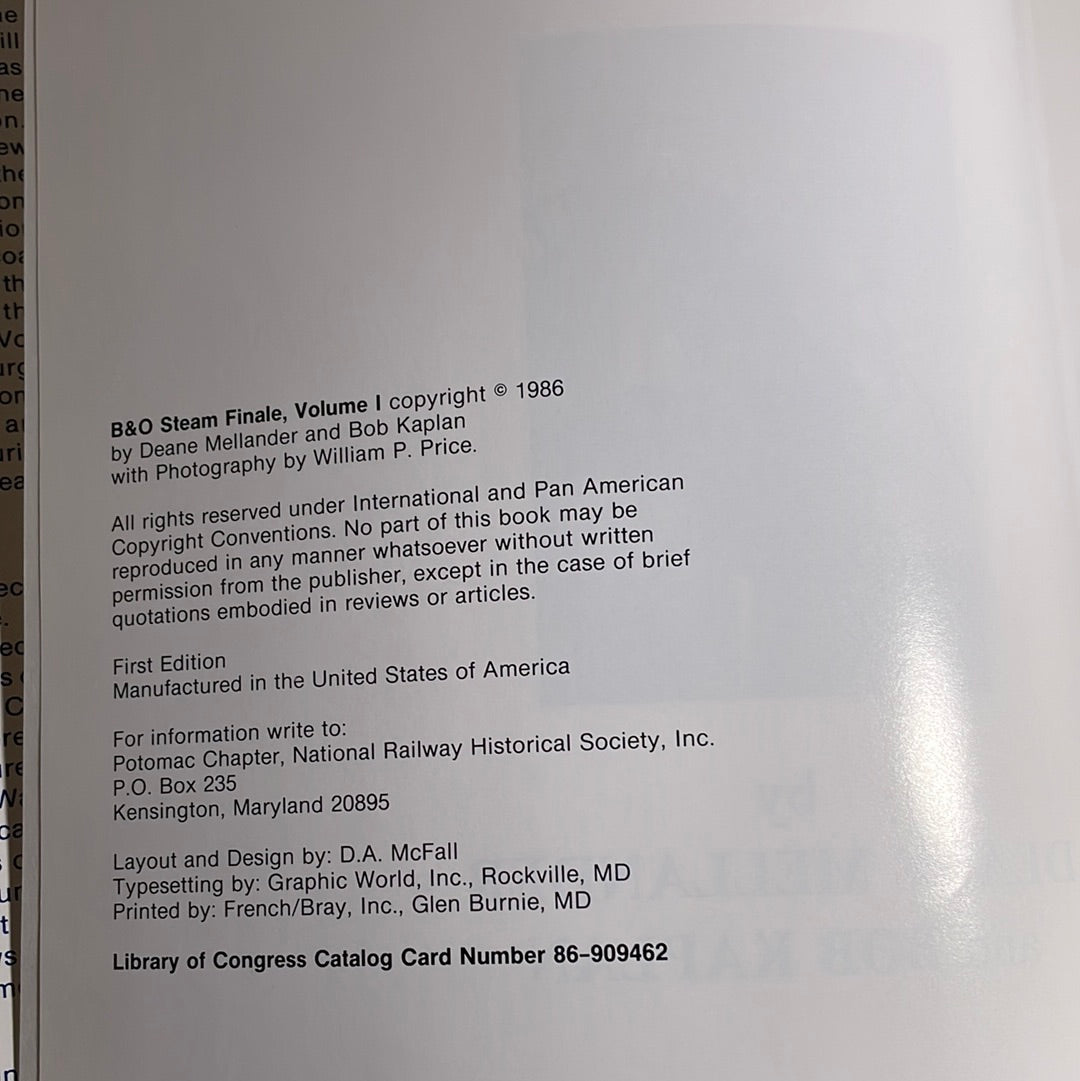 B&O Steam Finale, Volume I copyright © 1986
by Deane Mellander and Bob Kaplan
with Photography by William P. Price.
All rights reserved under International and Pan American
Copyright Conventions. No part of this book may be
reproduced in any manner whatsoever without written
permission from the publisher, except in the case of brief
quotations embodied in reviews or articles.
First Edition
Manufactured in the United States of America
For information write to:
Potomac Chapter, National Railway Historical Society, Inc.
P.O. Box 235
Kensington, Maryland 20895
Layout and Design by: D.A. McFall
Typesetting by: Graphic World, Inc., Rockville, MD
Printed by: French/Bray, Inc., Glen Burnie, MD
Library of Congress Catalog Card Number 86-909462